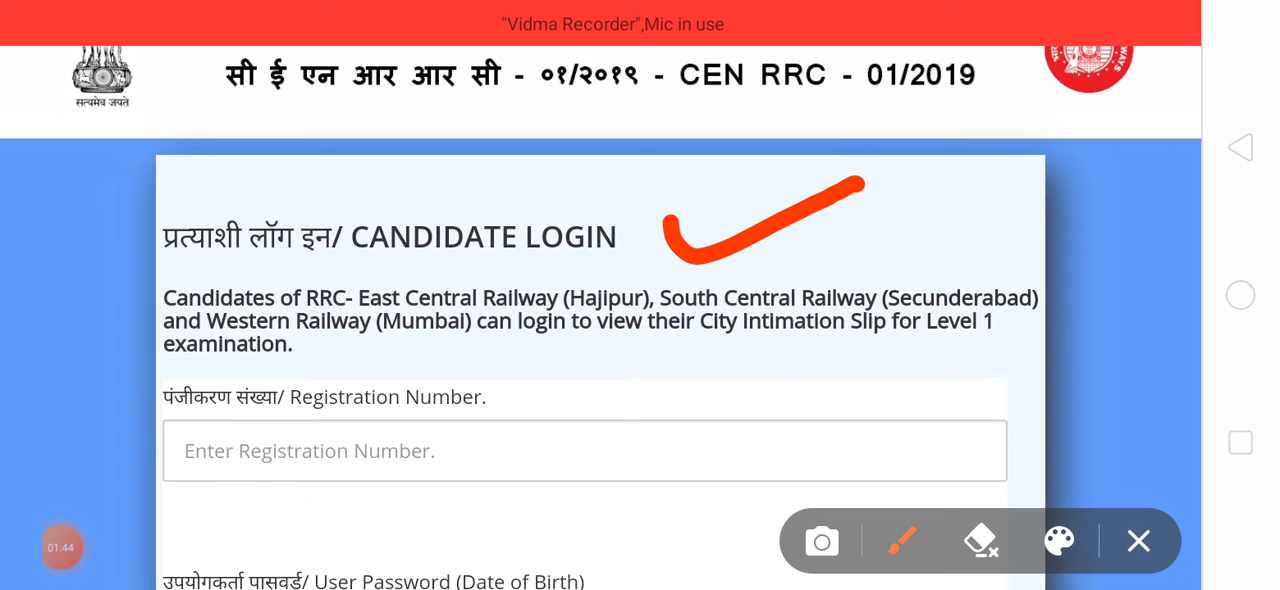 "Vidma Recorder",Mic in use
सत्यमेव जयते
सी ई एन आर आर सी - ०१/२०१९ - CEN RRC - 01/2019
प्रत्याशी लॉग इन/ CANDIDATE LOGIN
Candidates of RRC- East Central Railway (Hajipur), South Central Railway (Secunderabad)
and Western Railway (Mumbai) can login to view their City Intimation Slip for Level 1
examination.
पंजीकरण संख्या/ Registration Number.
Enter Registration Number.
01:44
उपयोगकर्ता पासवर्ड/ User Password (Date of Birth)